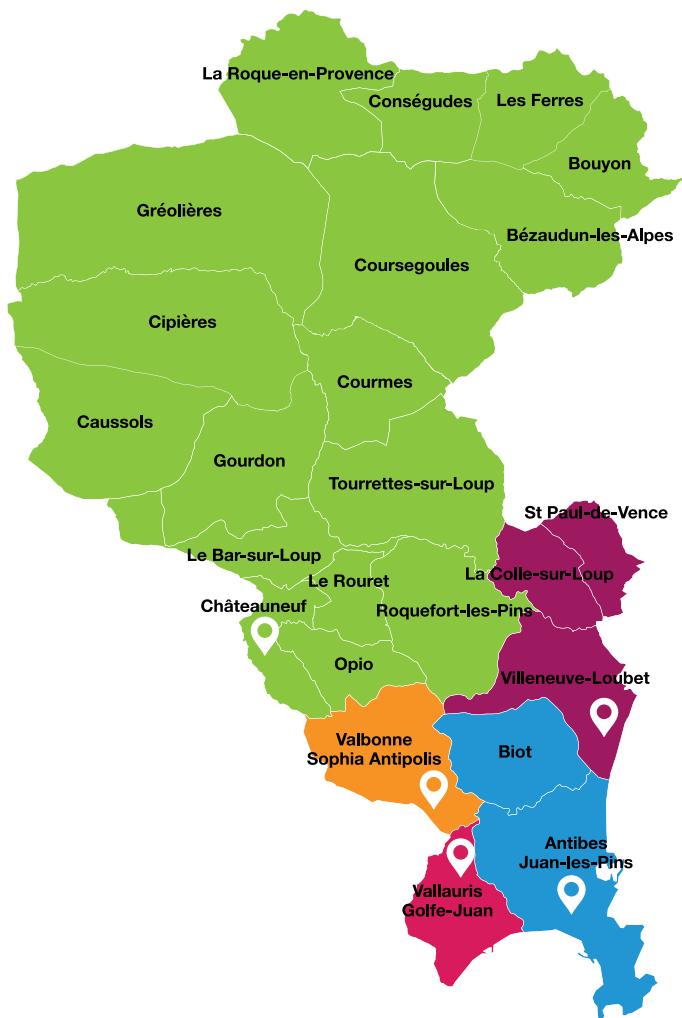 La Roque-en-Provence
Conségudes
Les Ferres
Bouyon
Gréolières
Bézaudun-les-Alpes
Coursegoules
Cipières
Courmes
Caussols
Gourdon
Tourrettes-sur-Loup
St Paul-de-Vence
Le Bar-sur-Loup
La Colle-sur-Loup
Le Rouret
Châteauneuf
Roquefort-les-Pins
Opio
Villeneuve-Loubet
Valbonne
Sophia Antipolis
Biot
Antibes
Juan-les-Pins
Vallauris
Golfe-Juan